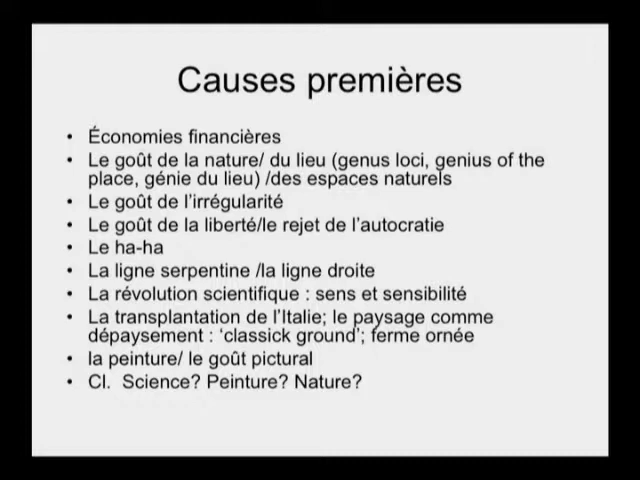 Causes premières
• Économies financières
• Le goût de la nature/ du lieu (genus loci, genius of the
place, génie du lieu) /des espaces naturels
• Le goût de l'irrégularité
• Le goût de la liberté/le rejet de l'autocratie
• Le ha-ha
• La ligne serpentine /la ligne droite
• La révolution scientifique : sens et sensibilité
• La transplantation de l'Italie; le paysage comme
dépaysement : 'classick ground'; ferme ornée
• la peinture/ le goût pictural
• Cl. Science? Peinture? Nature?